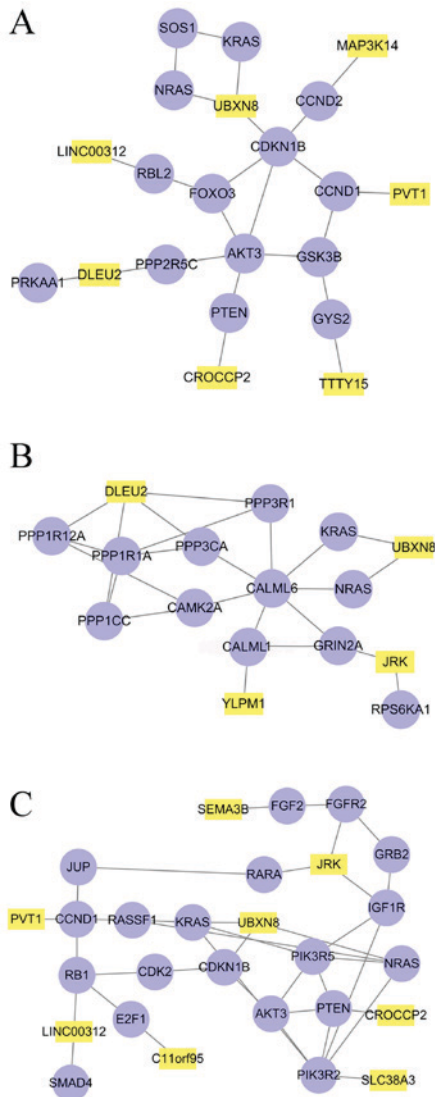 A
SOS1
KRAS
MAP3K14
NRAS
UBXN8
CCND2
LINC00312
CDKN1B
RBL2
FOXO3
CCND1
PVT1
AKT3
GSK3B
PRKAA1
DLEU2
PPP2R5C
PTEN
GYS2
CROCCP2
TTTY15
B
DLEU2
PPP3R1
PPP1R12A
PPP1R1A
PPP3CA
KRAS
UBXN8
CALML6
NRAS
PPP1CC
CAMK2A
CALML1
GRIN2A
JRK
YLPM1
RPS6KA1
C
SEMA3B
FGF2
FGFR2
JUP
RARA
JRK
GRB2
PVT1
CCND1
RASSF1
KRAS
UBXN8
IGF1R
RB1
CDK2
CDKN1B
PIK3R5
NRAS
LINC00312
E2F1
AKT3
PTEN
CROCCP2
C11orf95
SMAD4
PIK3R2
SLC38A3